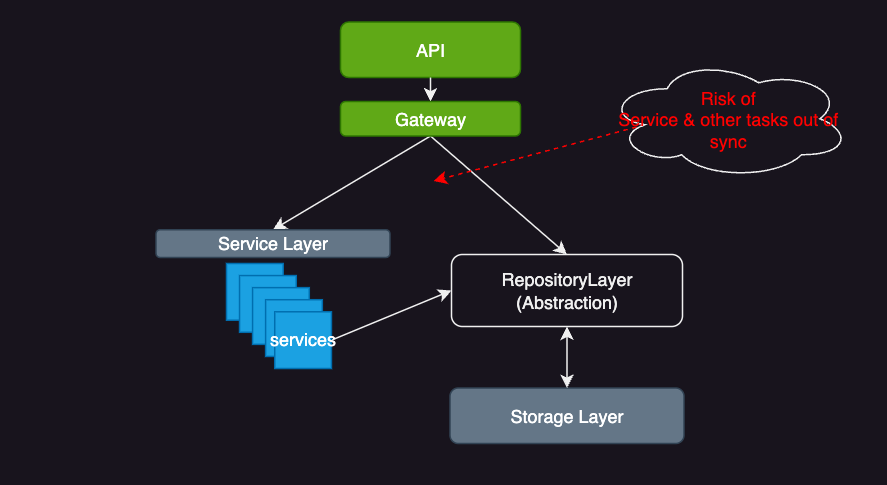 API
Gateway
Risk of
Service & other tasks out of
sync
Service Layer
services
RepositoryLayer
(Abstraction)
Storage Layer